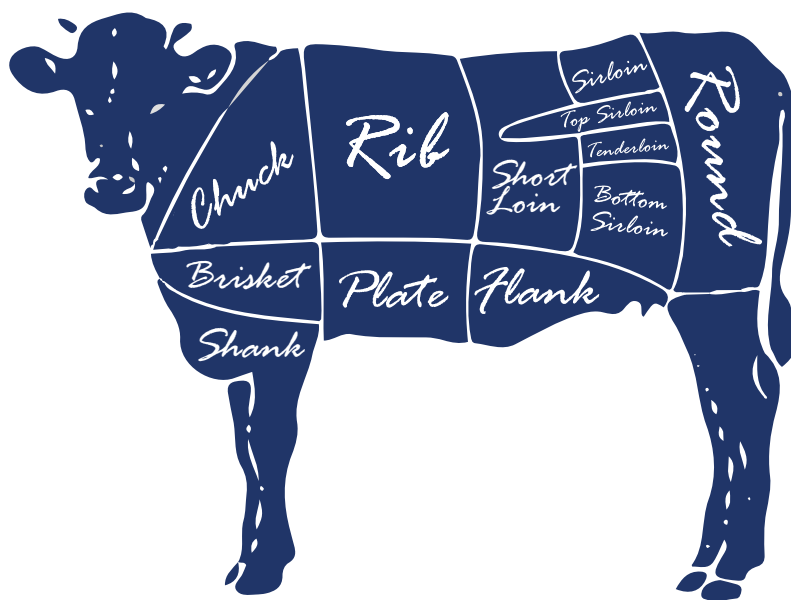 Chuck
Rib
Short
Loin
Sirloin
Top Sirloin
Tenderloin
Bottom
Sirloin
Round
Brisket
Plate
Flank
Shank